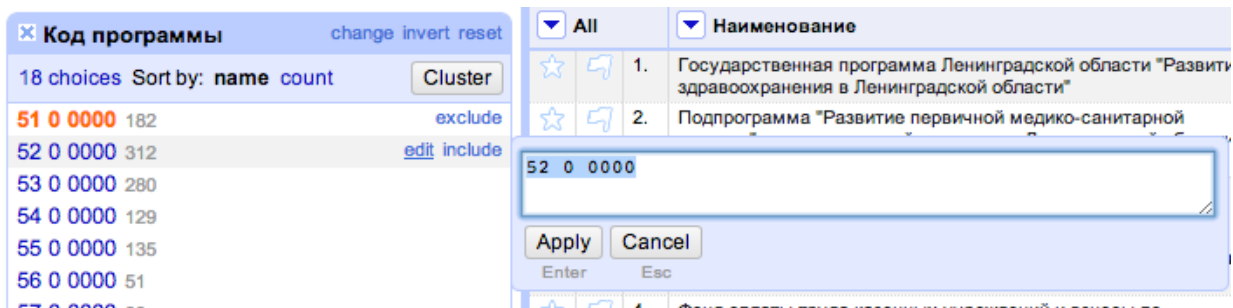 Код программы
change invert reset
18 choices Sort by: name count
Cluster
51 0 0000 182
exclude
52 0 0000 312
edit include
53 0 0000 280
54 0 0000 129
55 0 0000 135
56 0 0000 51
All
Наименование
1.
Государственная программа Ленинградской области "Развити
здравоохранения в Ленинградской области"
2.
Подпрограмма "Развитие первичной медико-санитарной
52 0 0000
Apply
Cancel
Enter
Esc